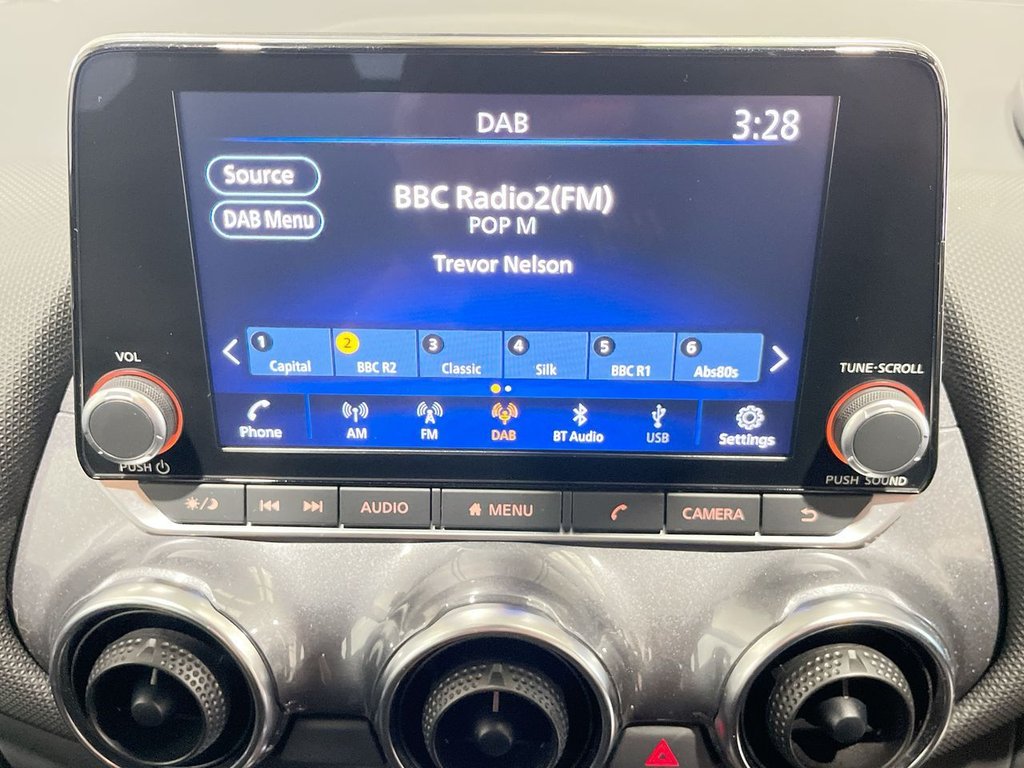 DAB 3:28
Source
DAB Menu
BBC Radio2(FM)
POP M
Trevor Nelson
1 2 3 4 5 6
Capital BBC R2 Classic Silk BBC R1 Abs80s
VOL
TUNE·SCROLL
Phone AM FM DAB BT Audio USB Settings
PUSH
PUSH SOUND
AUDIO MENU CAMERA